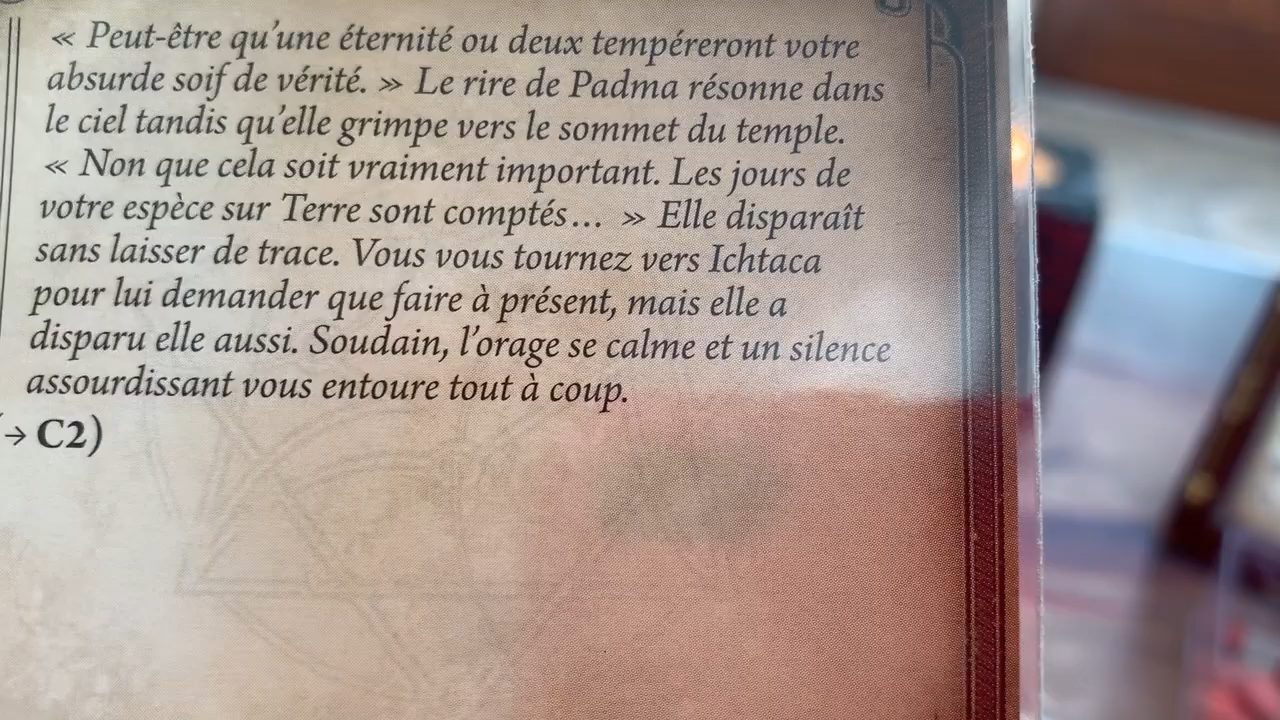 « Peut-être qu'une éternité ou deux tempéreront votre
absurde soif de vérité. » Le rire de Padma résonne dans
le ciel tandis qu'elle grimpe vers le sommet du temple.
« Non que cela soit vraiment important. Les jours de
votre espèce sur Terre sont comptés… » Elle disparaît
sans laisser de trace. Vous vous tournez vers Ichtaca
pour lui demander que faire à présent, mais elle a
disparu elle aussi. Soudain, l'orage se calme et un silence
assourdissant vous entoure tout à coup.
(→ C2)